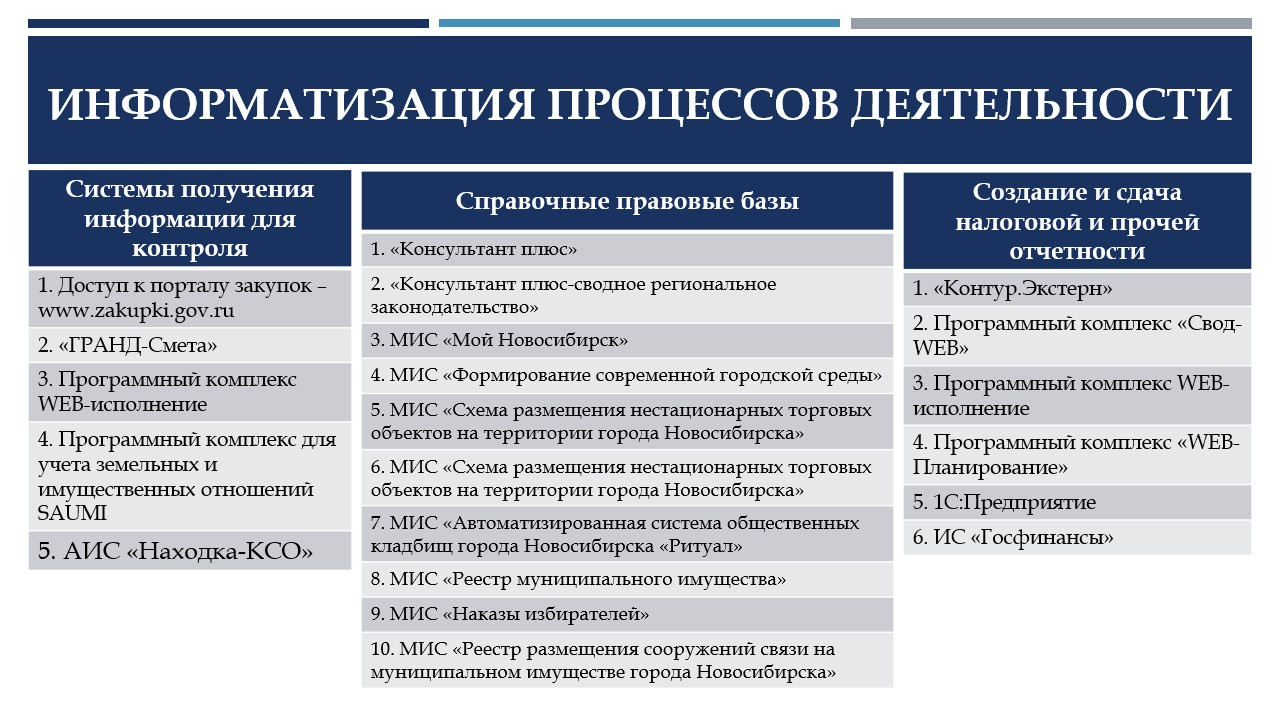 ИНФОРМАТИЗАЦИЯ ПРОЦЕССОВ ДЕЯТЕЛЬНОСТИ
Системы получения
информации для
контроля
1. Доступ к порталу закупок –
www.zakupki.gov.ru
2. «ГРАНД-Смета»
3. Программный комплекс
WEB-исполнение
4. Программный комплекс для
учета земельных и
имущественных отношений
SAUMI
5. АИС «Находка-КСО»
Справочные правовые базы
1. «Консультант плюс»
2. «Консультант плюс-сводное региональное
законодательство»
3. МИС «Мой Новосибирск»
4. МИС «Формирование современной городской среды»
5. МИС «Схема размещения нестационарных торговых
объектов на территории города Новосибирска»
6. МИС «Схема размещения нестационарных торговых
объектов на территории города Новосибирска»
7. МИС «Автоматизированная система общественных
кладбищ города Новосибирска «Ритуал»
8. МИС «Реестр муниципального имущества»
9. МИС «Наказы избирателей»
10. МИС «Реестр размещения сооружений связи на
муниципальном имуществе города Новосибирска»
Создание и сдача
налоговой и прочей
отчетности
1. «Контур.Экстерн»
2. Программный комплекс «Свод-
WEB»
3. Программный комплекс WEB-
исполнение
4. Программный комплекс «WEB-
Планирование»
5. 1С:Предприятие
6. ИС «Госфинансы»